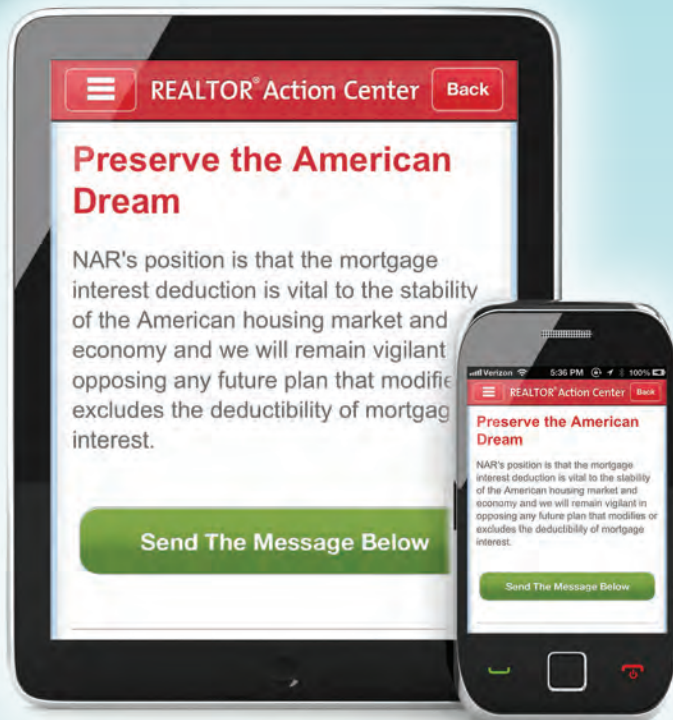 REALTOR® Action Center Back
Preserve the American
Dream
NAR's position is that the mortgage
interest deduction is vital to the stability
of the American housing market and
economy and we will remain vigilant
opposing any future plan that modifie
excludes the deductibility of mortgag
interest.
Send The Message Below
Verizon 5:36 PM 100%
REALTOR® Action Center Back
Preserve the American
Dream
NAR's position is that the mortgage
interest deduction is vital to the stability
of the American housing market and
economy and we will remain vigilant in
opposing any future plan that modifies or
excludes the deductibility of mortgage
interest.
Send The Message Below